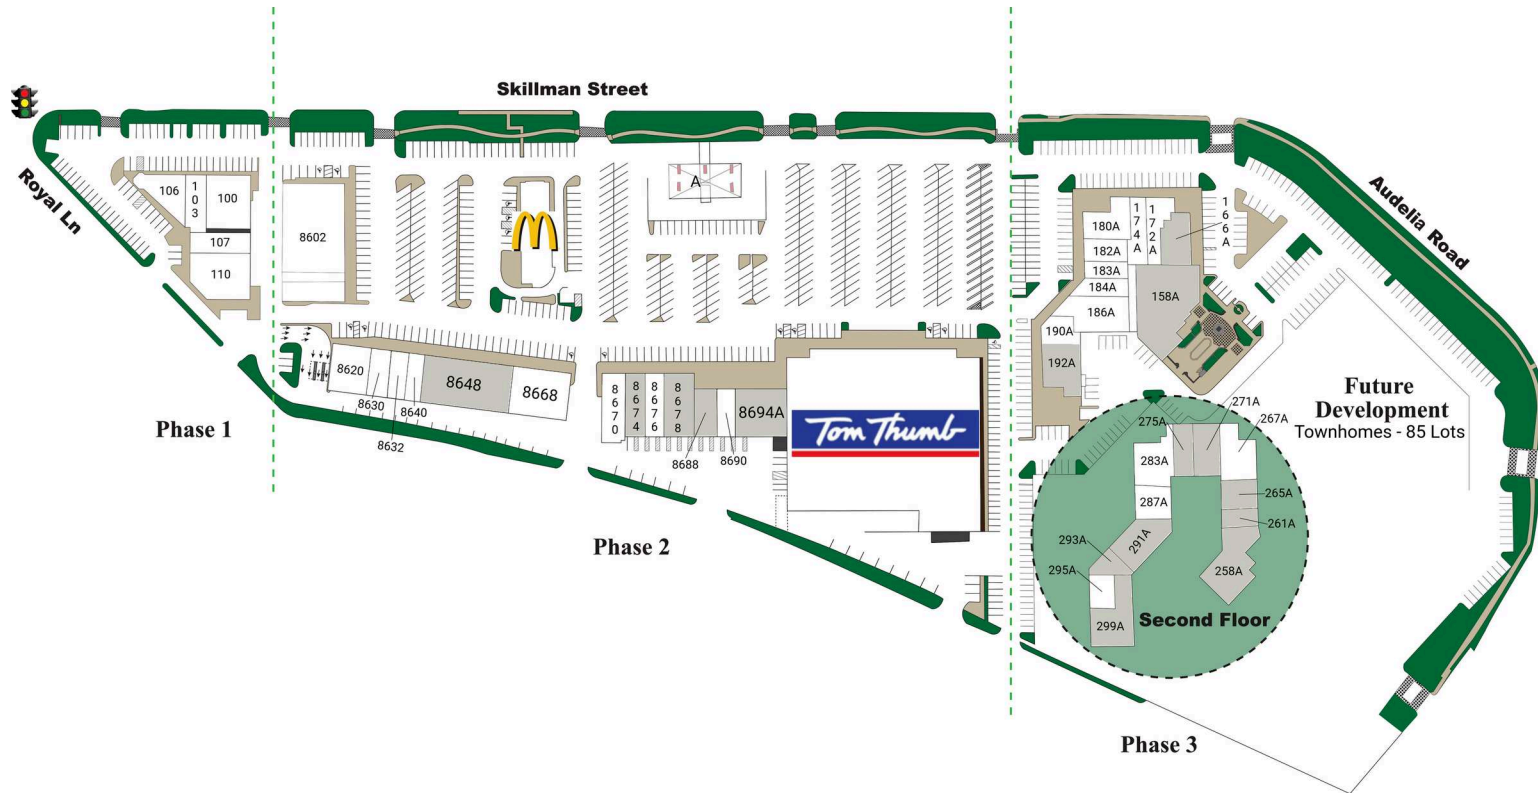 Skillman Street
Royal Ln
Audelia Road
106
103
100
107
110
8602
A
180A
174A
172A
166A
182A
183A
184A
186A
158A
190A
192A
8620
8630
8632
8640
8648
8668
8670
8674
8676
8678
8688
8690
8694A
Tom Thumb
Future
Development
Townhomes - 85 Lots
271A
275A
267A
283A
287A
265A
261A
293A
291A
295A
258A
299A
Second Floor
Phase 1
Phase 2
Phase 3